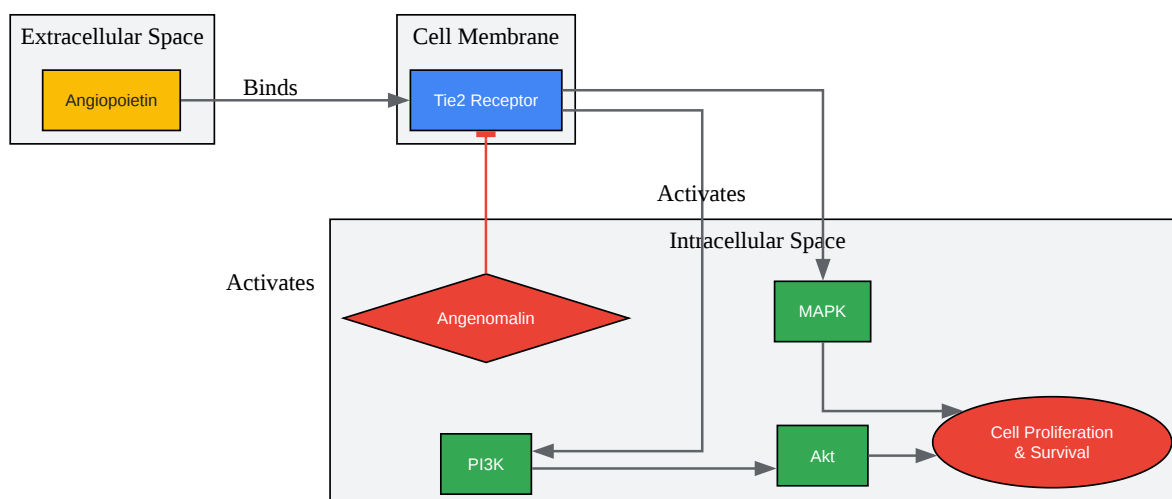 Extracellular Space
Cell Membrane
Angiopoietin
Binds
Tie2 Receptor
Activates
Intracellular Space
Activates
Angenomalin
MAPK
Cell Proliferation
& Survival
PI3K
Akt